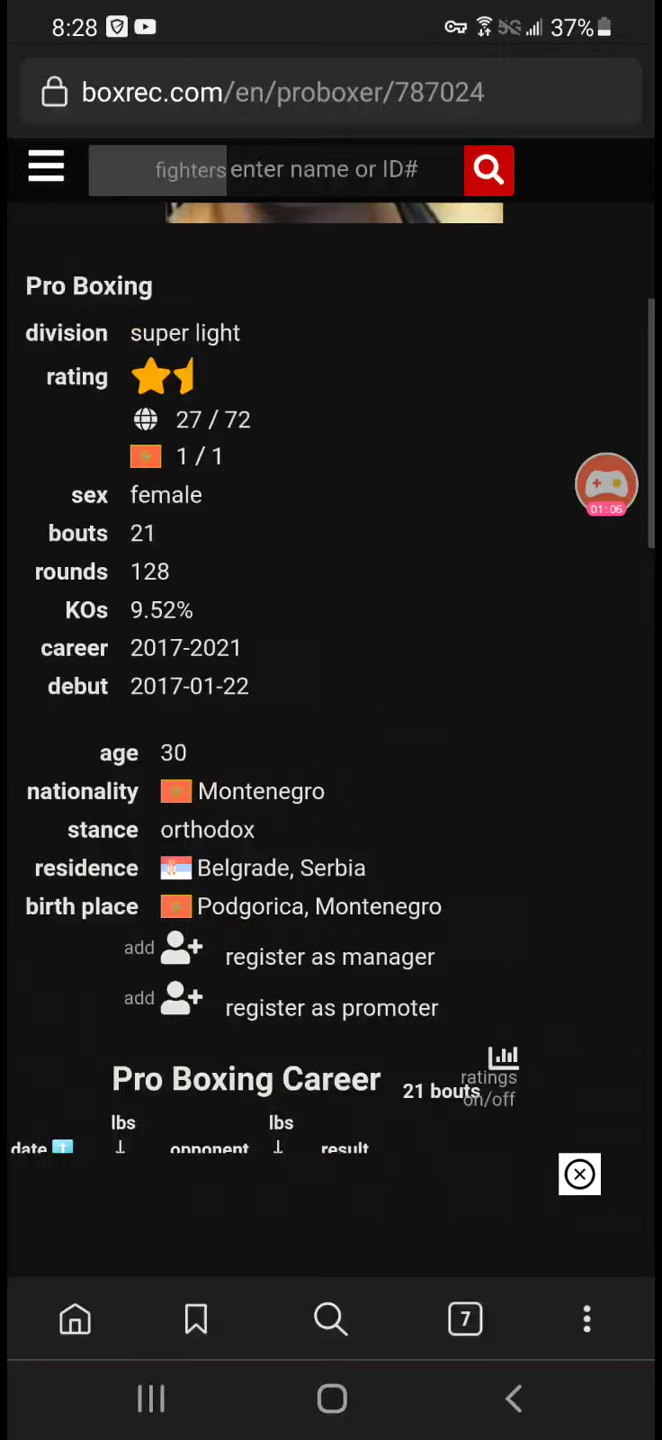 8:28 5G 37%
boxrec.com/en/proboxer/787024
fighters enter name or ID#
Pro Boxing
division super light
rating
27 / 72
1 / 1
01:06
sex female
bouts 21
rounds 128
KOs 9.52%
career 2017-2021
debut 2017-01-22
age 30
nationality Montenegro
stance orthodox
residence Belgrade, Serbia
birth place Podgorica, Montenegro
add register as manager
add register as promoter
Pro Boxing Career 21 bouts ratings
on/off
lbs lbs
date opponent result
7